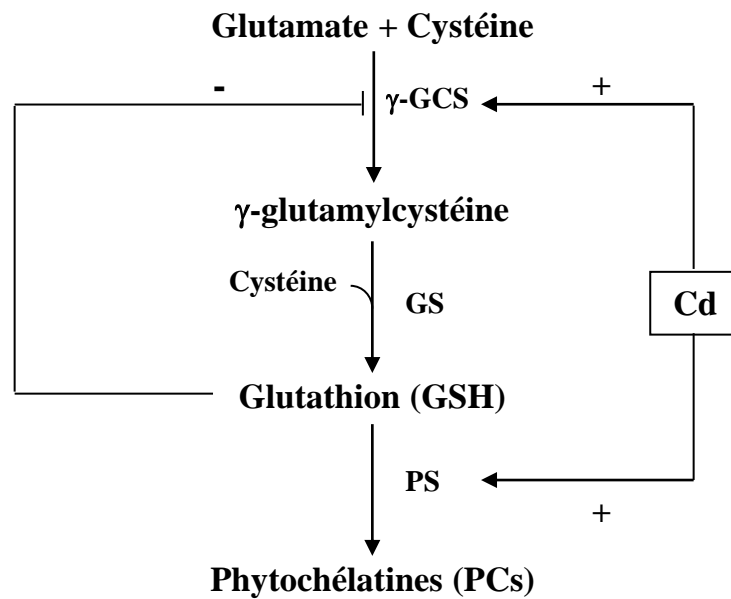 Glutamate + Cystéine
-
+
γ-GCS
γ-glutamylcystéine
Cystéine
GS
Cd
Glutathion (GSH)
PS
+
Phytochélatines (PCs)